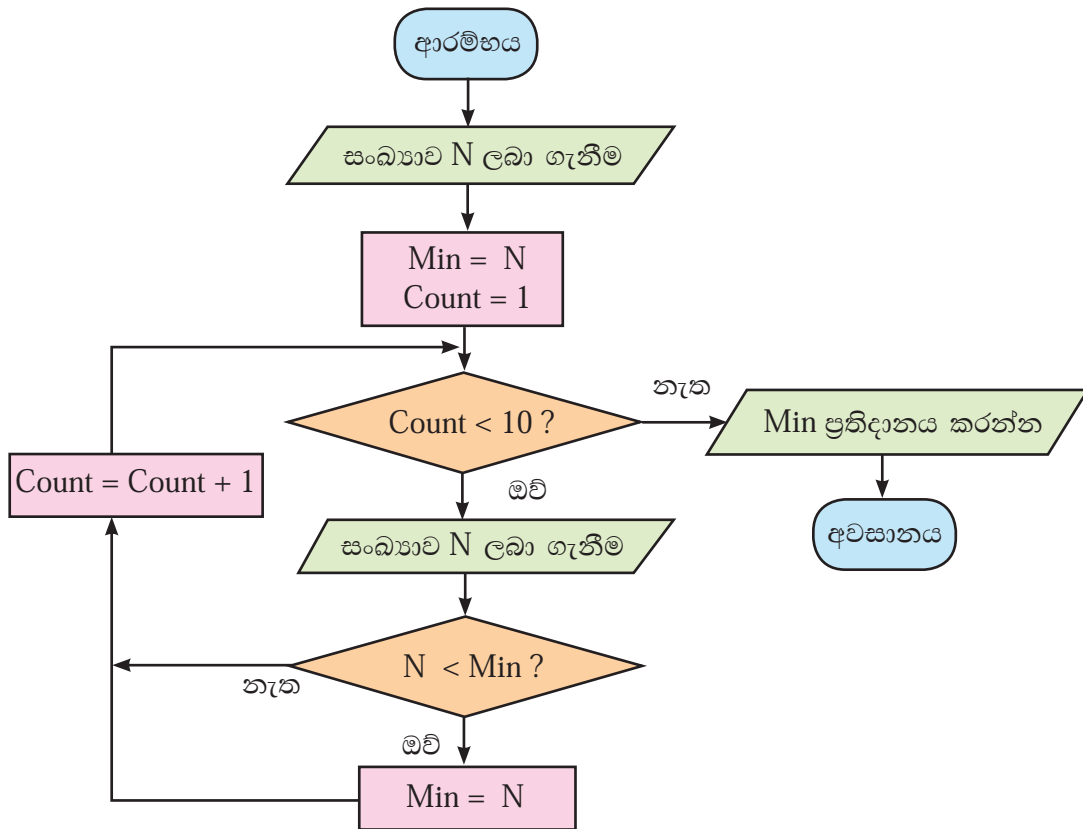 ආරම්භය
සංඛ්‍යාව N ලබා ගැනීම
Min = N
Count = 1
Count < 10 ?
නැත
Min ප්‍රතිදානය කරන්න
Count = Count + 1
ඔව්
සංඛ්‍යාව N ලබා ගැනීම
අවසානය
N < Min ?
නැත
ඔව්
Min = N